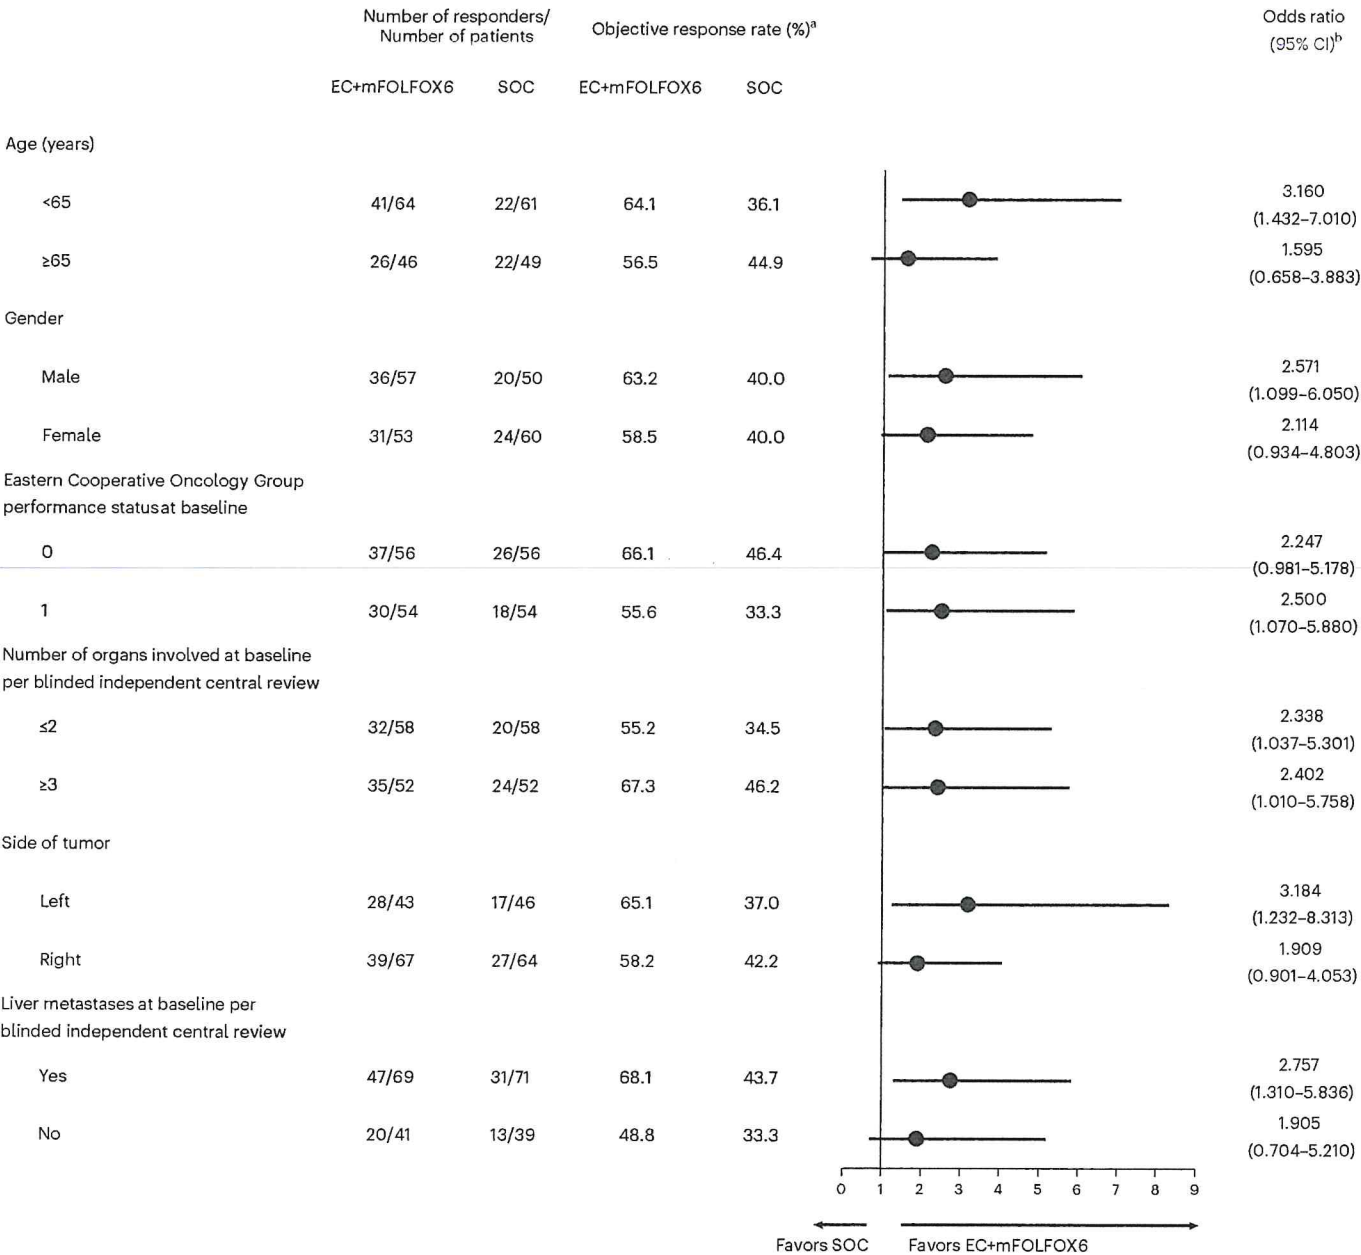 Number of responders/
Number of patients
Objective response rate (%)ᵃ
Odds ratio
(95% CI)ᵇ
EC+mFOLFOX6 SOC EC+mFOLFOX6 SOC
Age (years)
<65 41/64 22/61 64.1 36.1 3.160
(1.432–7.010)
≥65 26/46 22/49 56.5 44.9 1.595
(0.658–3.883)
Gender
Male 36/57 20/50 63.2 40.0 2.571
(1.099–6.050)
Female 31/53 24/60 58.5 40.0 2.114
(0.934–4.803)
Eastern Cooperative Oncology Group
performance status at baseline
0 37/56 26/56 66.1 46.4 2.247
(0.981–5.178)
1 30/54 18/54 55.6 33.3 2.500
(1.070–5.880)
Number of organs involved at baseline
per blinded independent central review
≤2 32/58 20/58 55.2 34.5 2.338
(1.037–5.301)
≥3 35/52 24/52 67.3 46.2 2.402
(1.010–5.758)
Side of tumor
Left 28/43 17/46 65.1 37.0 3.184
(1.232–8.313)
Right 39/67 27/64 58.2 42.2 1.909
(0.901–4.053)
Liver metastases at baseline per
blinded independent central review
Yes 47/69 31/71 68.1 43.7 2.757
(1.310–5.836)
No 20/41 13/39 48.8 33.3 1.905
(0.704–5.210)
0 1 2 3 4 5 6 7 8 9
Favors SOC Favors EC+mFOLFOX6